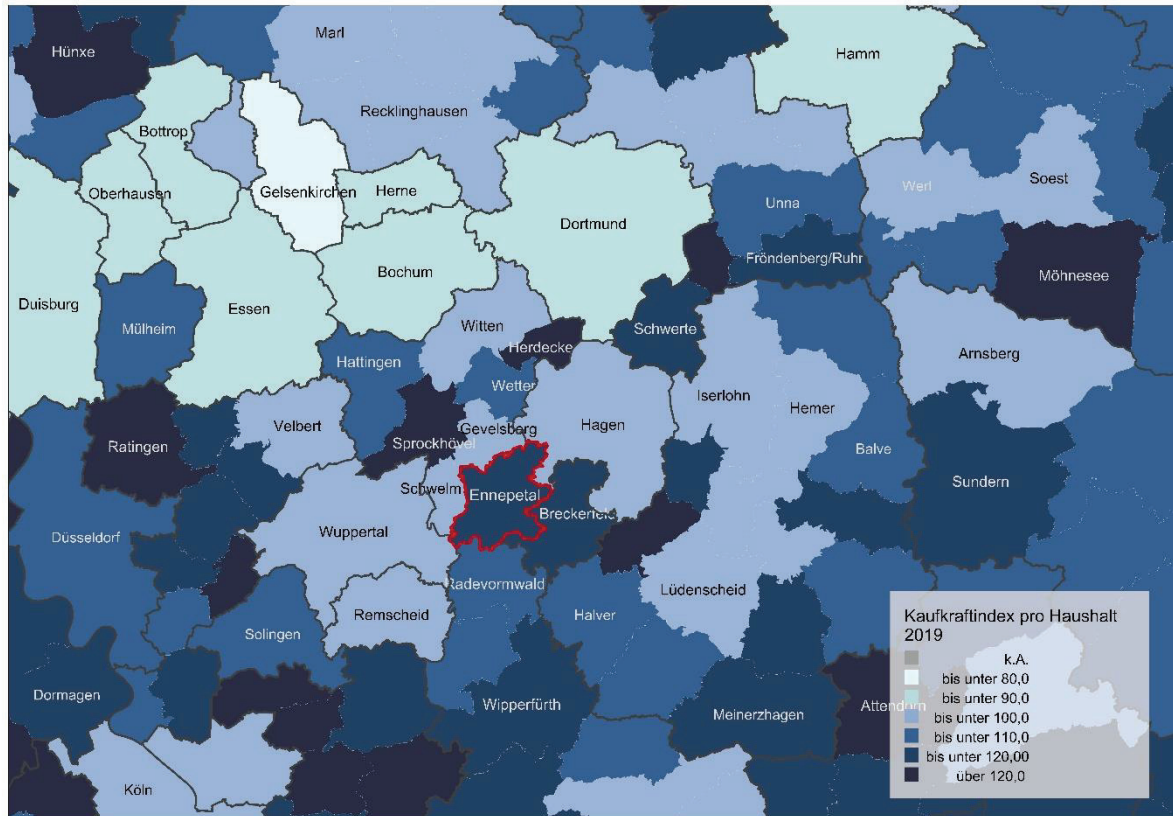 Hünxe
Marl
Hamm
Recklinghausen
Bottrop
Oberhausen
Gelsenkirchen
Herne
Werl
Soest
Unna
Dortmund
Fröndenberg/Ruhr
Bochum
Möhnesee
Duisburg
Essen
Mülheim
Witten
Schwerte
Herdecke
Arnsberg
Hattingen
Wetter
Iserlohn
Hemer
Velbert
Gevelsberg
Hagen
Ratingen
Sprockhövel
Balve
Sundern
Schwelm
Ennepetal
Breckerfeld
Wuppertal
Düsseldorf
Radevormwald
Lüdenscheid
Remscheid
Halver
Solingen
Dormagen
Wipperfürth
Meinerzhagen
Attendorn
Köln
Kaufkraftindex pro Haushalt
2019
k.A.
bis unter 80,0
bis unter 90,0
bis unter 100,0
bis unter 110,0
bis unter 120,00
über 120,0